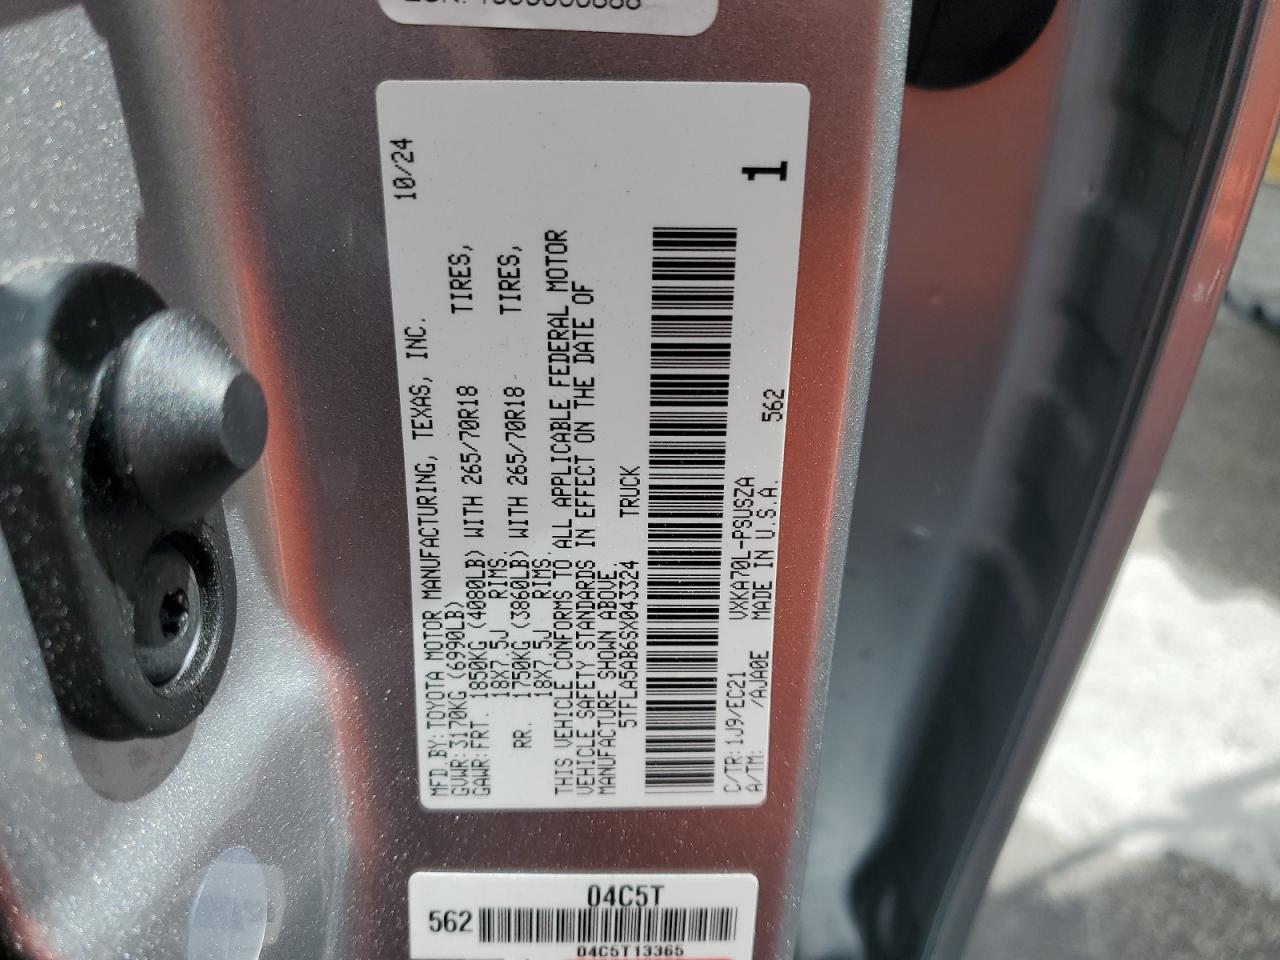 10/24
MFD.BY:TOYOTA MOTOR MANUFACTURING, TEXAS, INC.
GVWR:3170KG (6990LB)
GAWR:FRT. 1850KG (4080LB) WITH 265/70R18 TIRES,
18X7.5J RIMS
RR. 1750KG (3860LB) WITH 265/70R18 TIRES,
18X7.5J RIMS.
THIS VEHICLE CONFORMS TO ALL APPLICABLE FEDERAL MOTOR
VEHICLE SAFETY STANDARDS IN EFFECT ON THE DATE OF
MANUFACTURE SHOWN ABOVE.
5TFLA5AB6SX043324 TRUCK
C/TR:1J9/EC21 VXKA70L-PSUSZA
A/TM: /AJA0E MADE IN U.S.A. 562
1
04C5T
562
04C5T13365